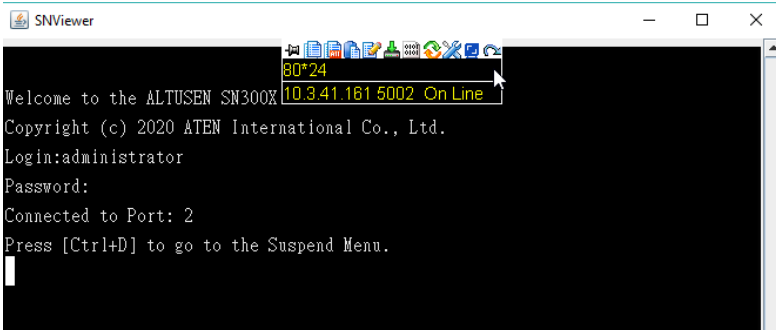 SNViewer
80*24
Welcome to the ALTUSEN SN300X
10.3.41.161 5002 On Line
Copyright (c) 2020 ATEN International Co., Ltd.
Login:administrator
Password:
Connected to Port: 2
Press [Ctrl+D] to go to the Suspend Menu.